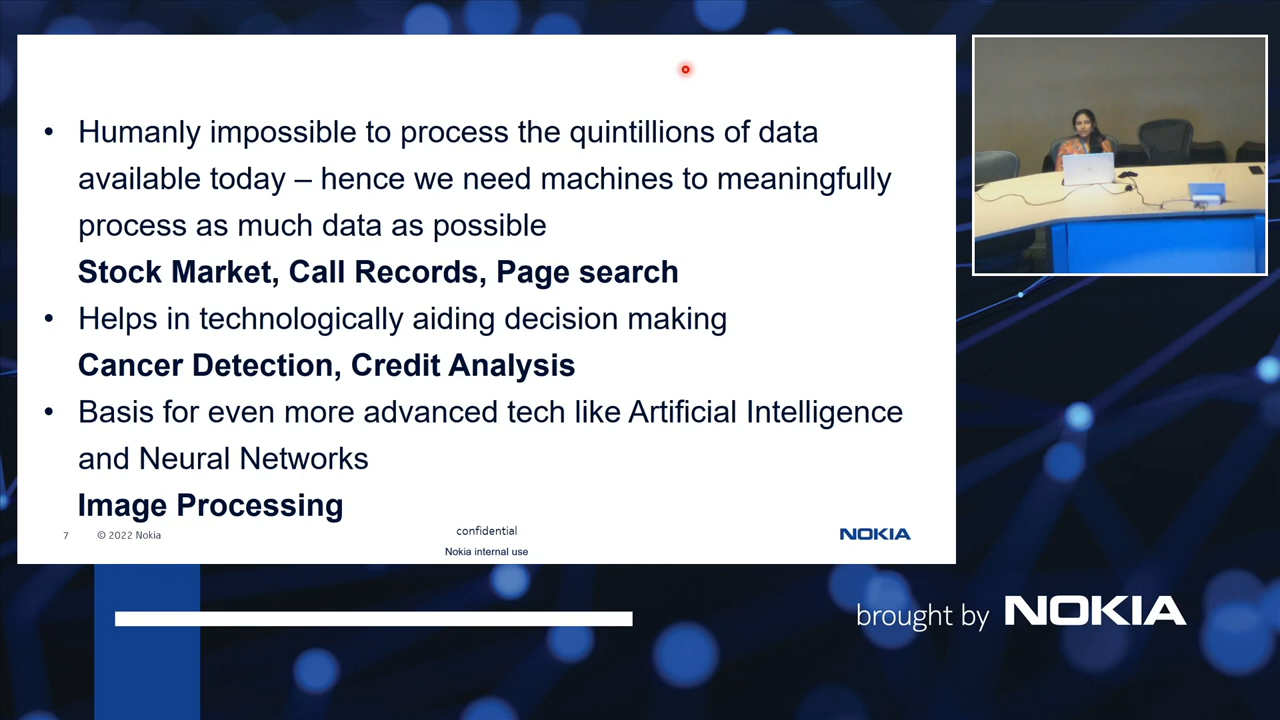 • Humanly impossible to process the quintillions of data
available today – hence we need machines to meaningfully
process as much data as possible
Stock Market, Call Records, Page search
• Helps in technologically aiding decision making
Cancer Detection, Credit Analysis
• Basis for even more advanced tech like Artificial Intelligence
and Neural Networks
Image Processing
7 © 2022 Nokia
confidential
Nokia internal use
NOKIA
brought by NOKIA